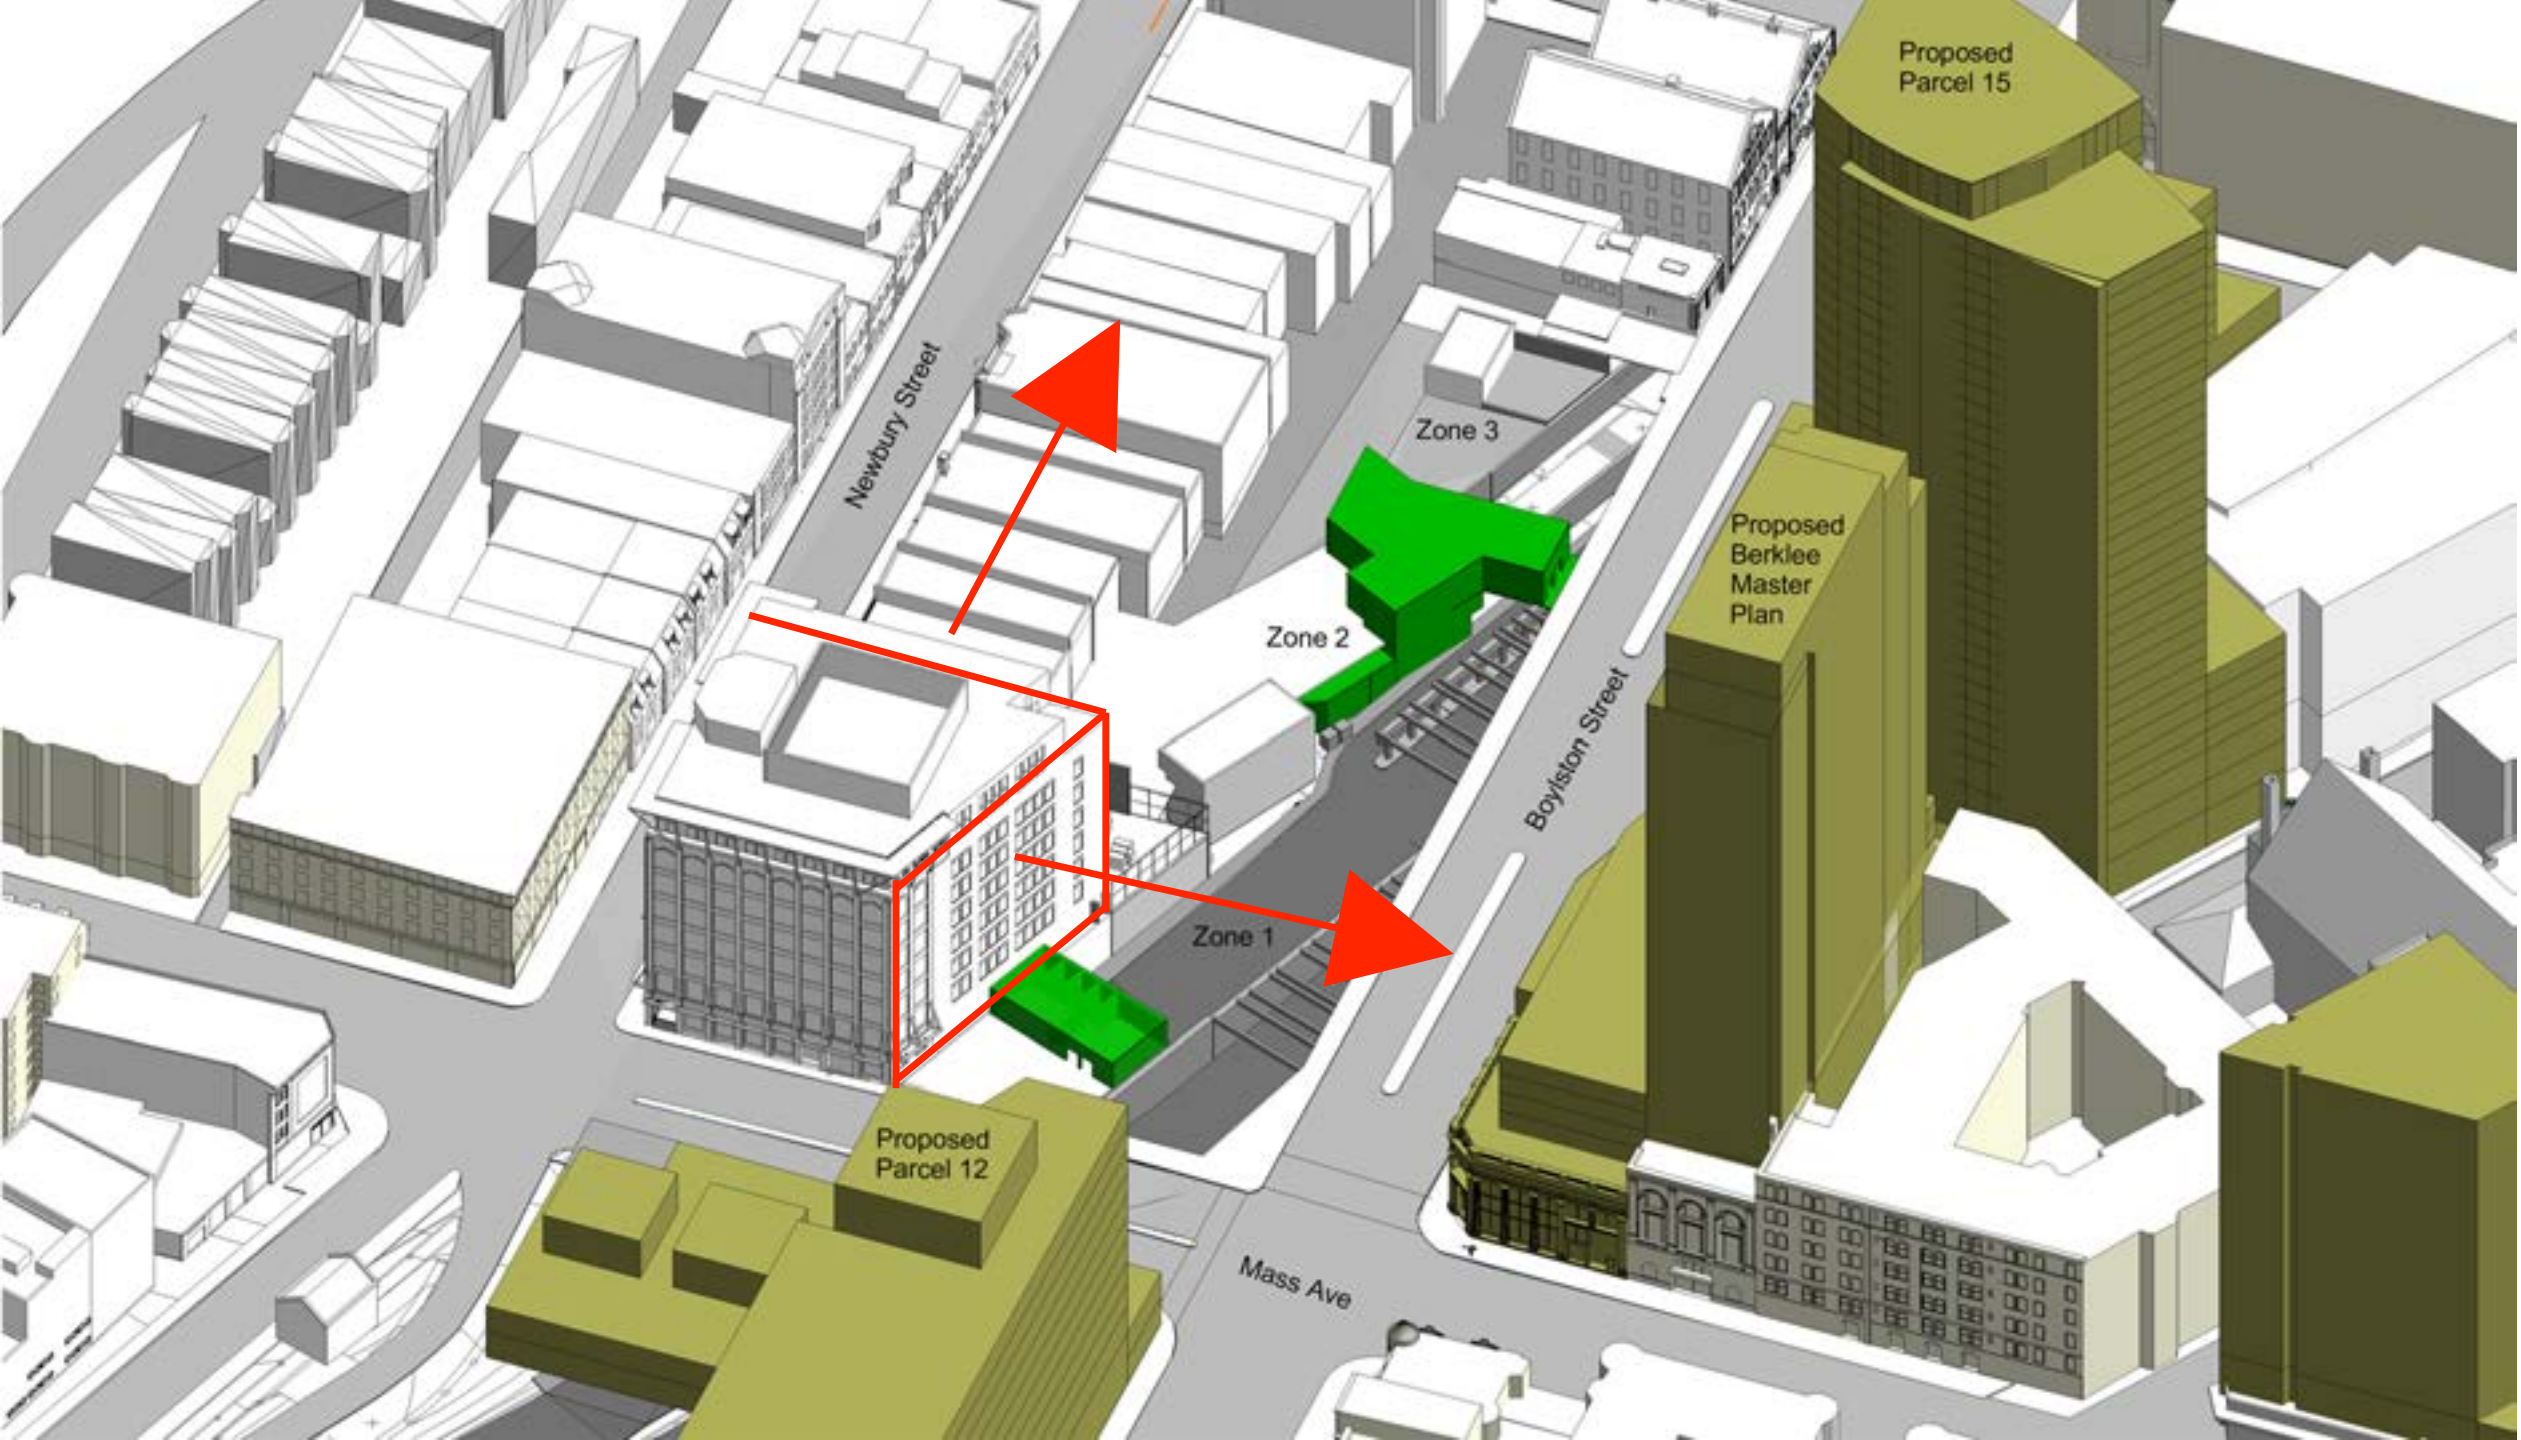 Proposed
Parcel 15
Newbury Street
Zone 3
Proposed
Berklee
Master
Plan
Zone 2
Boylston Street
Zone 1
Proposed
Parcel 12
Mass Ave